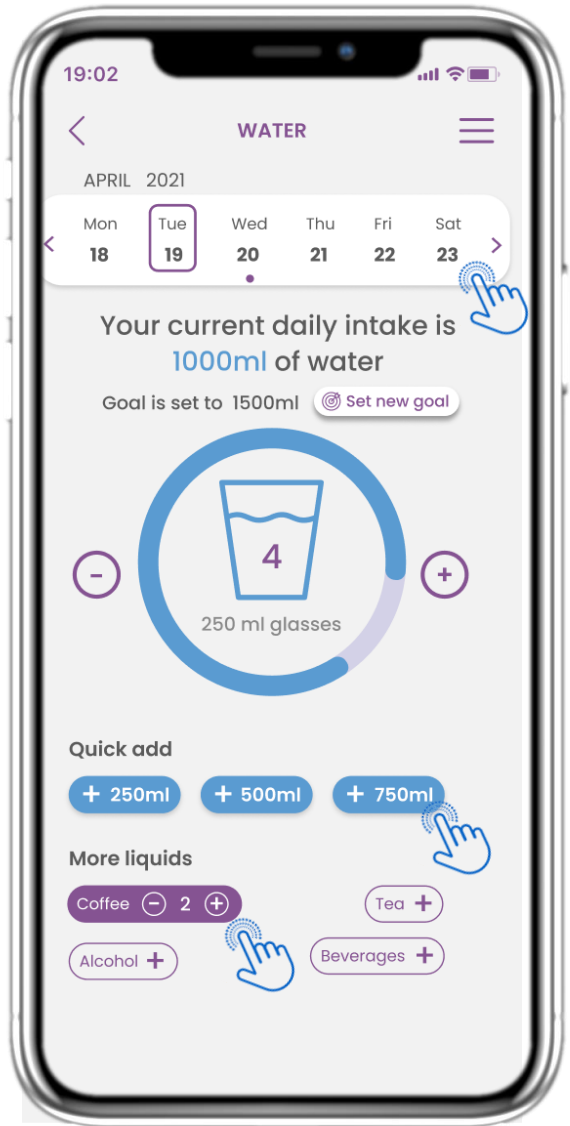 19:02
WATER
APRIL 2021
Mon Tue Wed Thu Fri Sat
< 18 19 20 21 22 23 >
Your current daily intake is
1000ml of water
Goal is set to 1500ml Set new goal
4
- +
250 ml glasses
Quick add
+ 250ml + 500ml + 750ml
More liquids
Coffee - 2 + Tea +
Alcohol + Beverages +